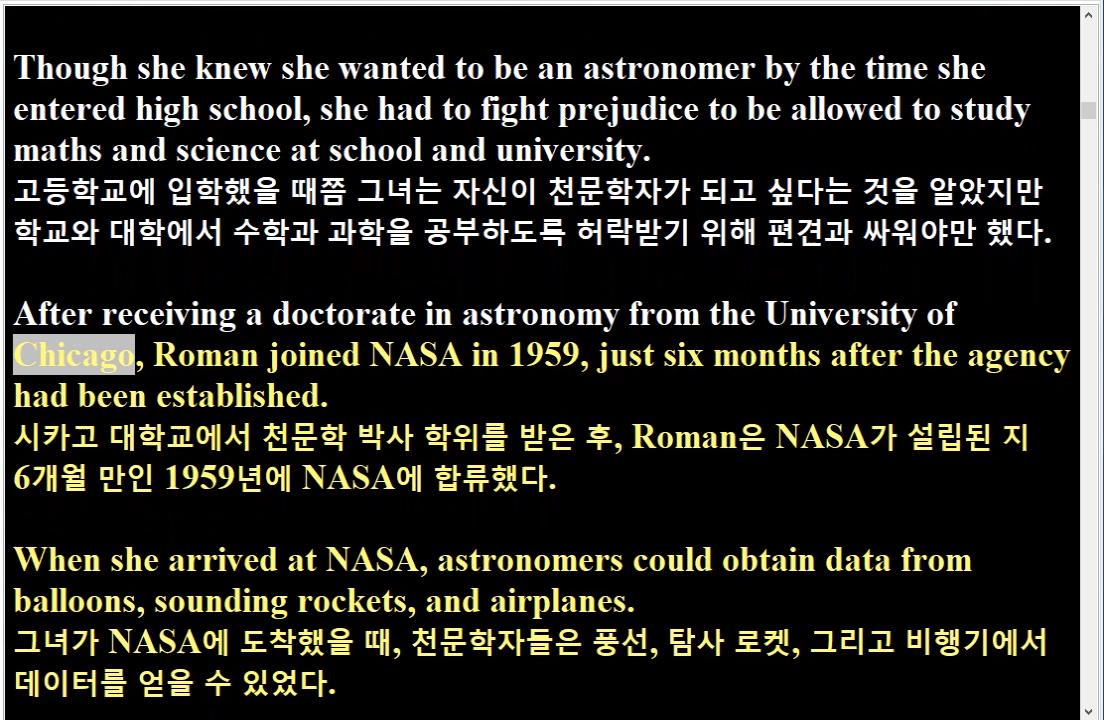 Though she knew she wanted to be an astronomer by the time she
entered high school, she had to fight prejudice to be allowed to study
maths and science at school and university.
고등학교에 입학했을 때쯤 그녀는 자신이 천문학자가 되고 싶다는 것을 알았지만
학교와 대학에서 수학과 과학을 공부하도록 허락받기 위해 편견과 싸워야만 했다.
After receiving a doctorate in astronomy from the University of
Chicago, Roman joined NASA in 1959, just six months after the agency
had been established.
시카고 대학교에서 천문학 박사 학위를 받은 후, Roman은 NASA가 설립된 지
6개월 만인 1959년에 NASA에 합류했다.
When she arrived at NASA, astronomers could obtain data from
balloons, sounding rockets, and airplanes.
그녀가 NASA에 도착했을 때, 천문학자들은 풍선, 탐사 로켓, 그리고 비행기에서
데이터를 얻을 수 있었다.